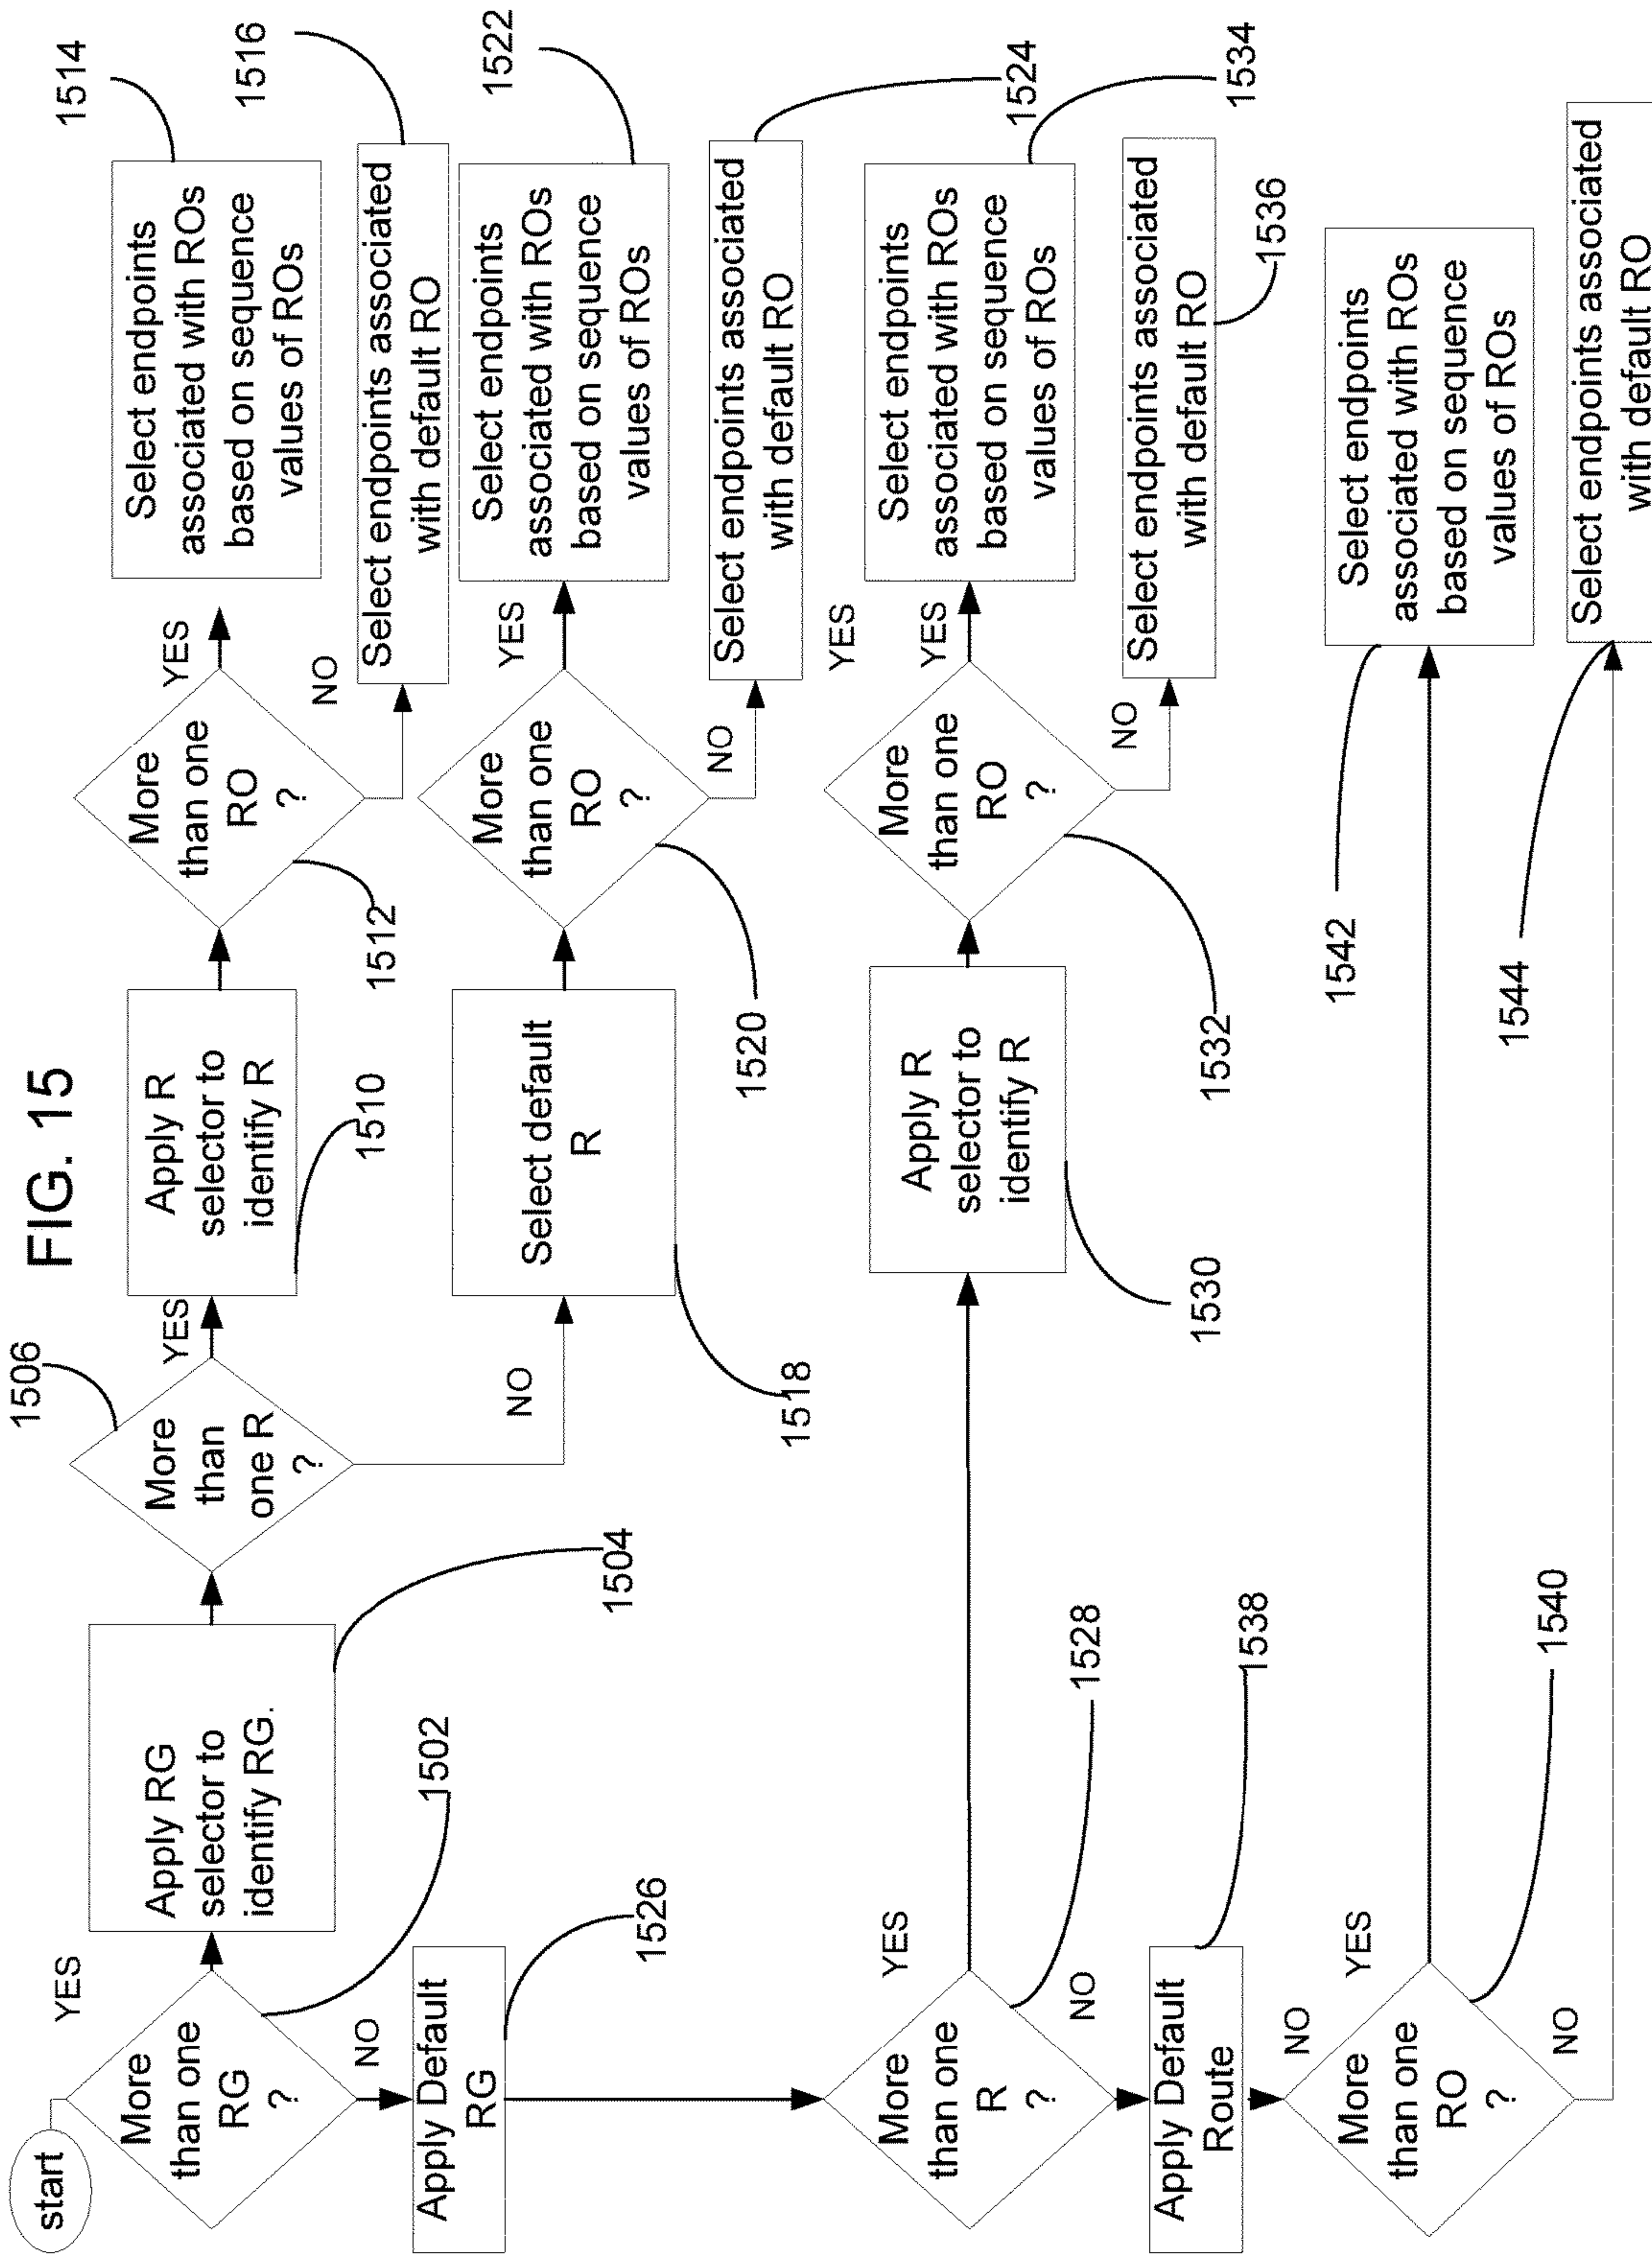 FIG. 15
start
More
than one
RG
?
1502
YES
NO
Apply RG
selector to
identify RG.
1504
More
than
one R
?
1506
YES
NO
Apply R
selector to
identify R
1510
More
than one
RO
?
1512
YES
NO
Select endpoints
associated with ROs
based on sequence
values of ROs
1514
Select endpoints associated
with default RO
1516
Select default
R
1518
More
than one
RO
?
1520
YES
NO
Select endpoints
associated with ROs
based on sequence
values of ROs
1522
Select endpoints associated
with default RO
1524
Apply Default
RG
1526
More
than one
R
?
1528
YES
NO
Apply R
selector to
identify R
1530
More
than one
RO
?
1532
YES
YES
NO
Select endpoints
associated with ROs
based on sequence
values of ROs
1534
Select endpoints associated
with default RO
1536
Apply Default
Route
1538
NO
More
than one
RO
?
1540
YES
NO
Select endpoints
associated with ROs
based on sequence
values of ROs
1542
Select endpoints associated
with default RO
1544